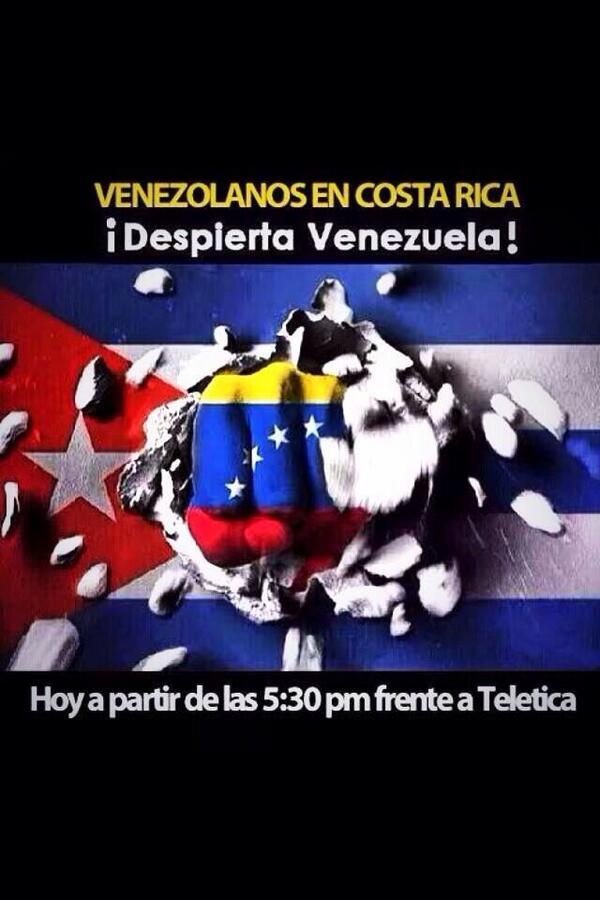 VENEZOLANOS EN COSTA RICA
¡Despierta Venezuela!
Hoy a partir de las 5:30 pm frente a Teletica